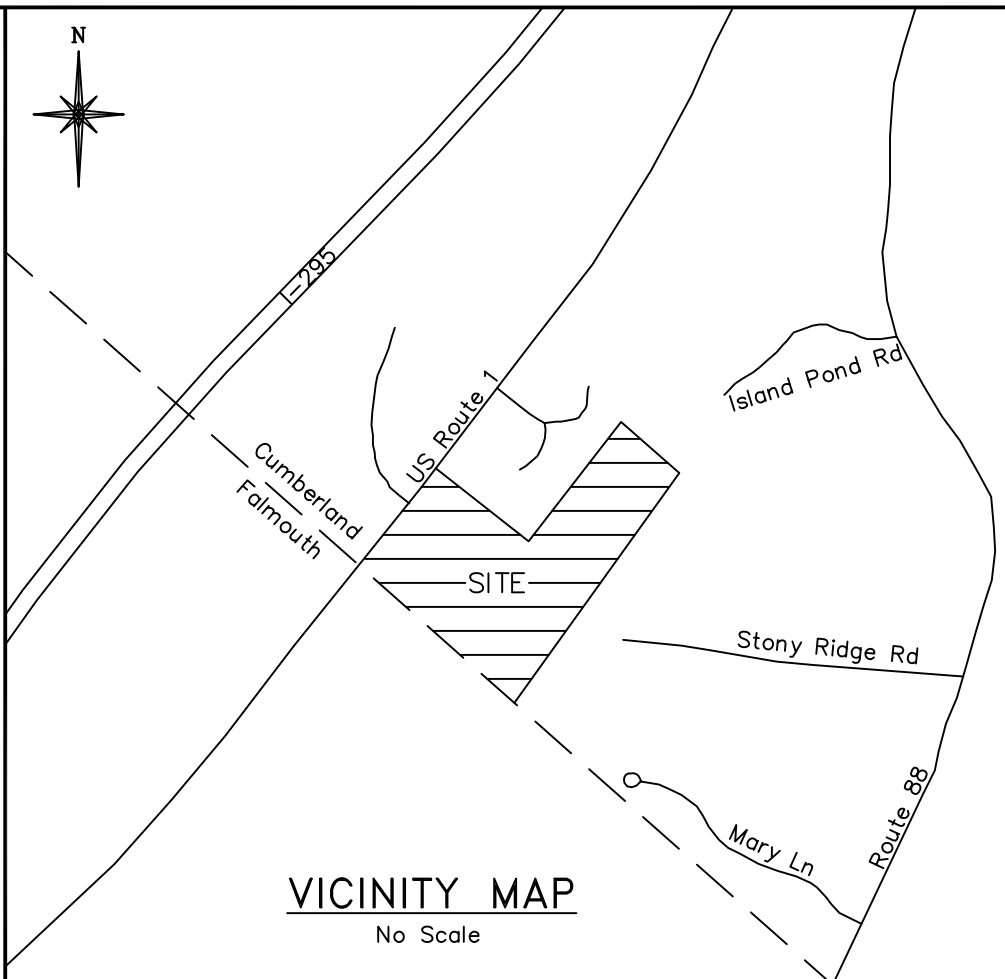 N
I-295
Island Pond Rd
US Route 1
Cumberland
Falmouth
SITE
Stony Ridge Rd
Route 88
Mary Ln
VICINITY MAP
No Scale